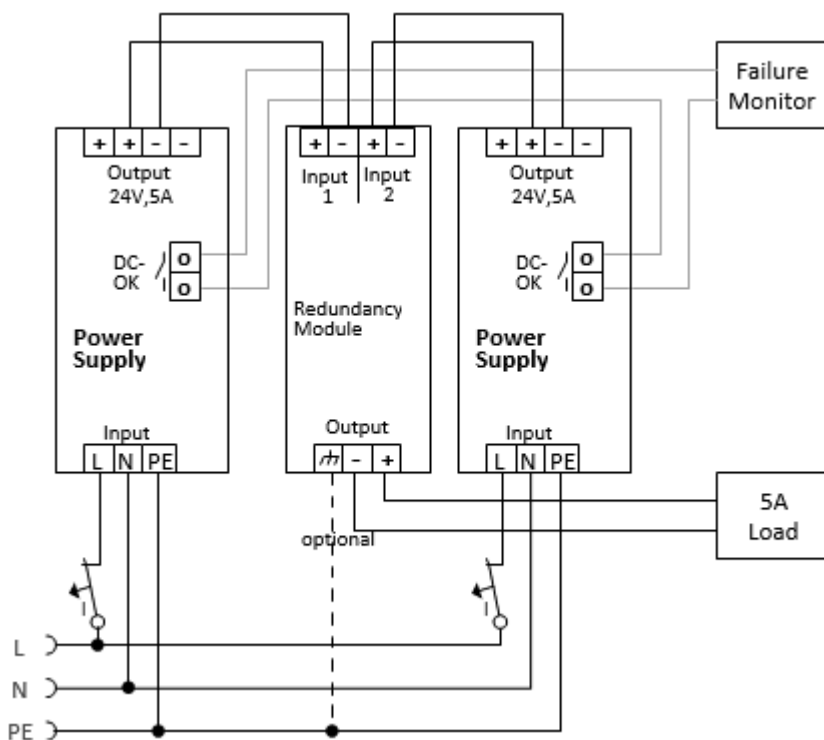 Failure
Monitor
+ + - -
Output
24V,5A
DC-
OK
O
O
Power
Supply
Input
L N PE
+ - + -
Input
1
Input
2
Redundancy
Module
Output
- +
optional
+ + - -
Output
24V,5A
DC-
OK
O
O
Power
Supply
Input
L N PE
5A
Load
I
I
L
N
PE